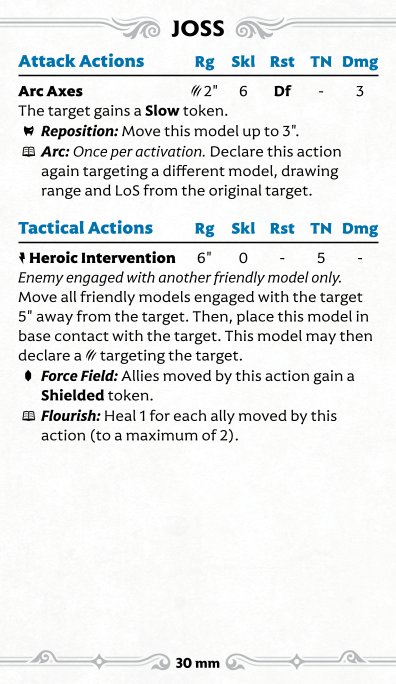 JOSS
Attack Actions Rg Skl Rst TN Dmg
Arc Axes 2" 6 Df - 3
The target gains a Slow token.
Reposition: Move this model up to 3".
Arc: Once per activation. Declare this action
again targeting a different model, drawing
range and LoS from the original target.
Tactical Actions Rg Skl Rst TN Dmg
Heroic Intervention 6" 0 - 5 -
Enemy engaged with another friendly model only.
Move all friendly models engaged with the target
5" away from the target. Then, place this model in
base contact with the target. This model may then
declare a targeting the target.
Force Field: Allies moved by this action gain a
Shielded token.
Flourish: Heal 1 for each ally moved by this
action (to a maximum of 2).
30 mm